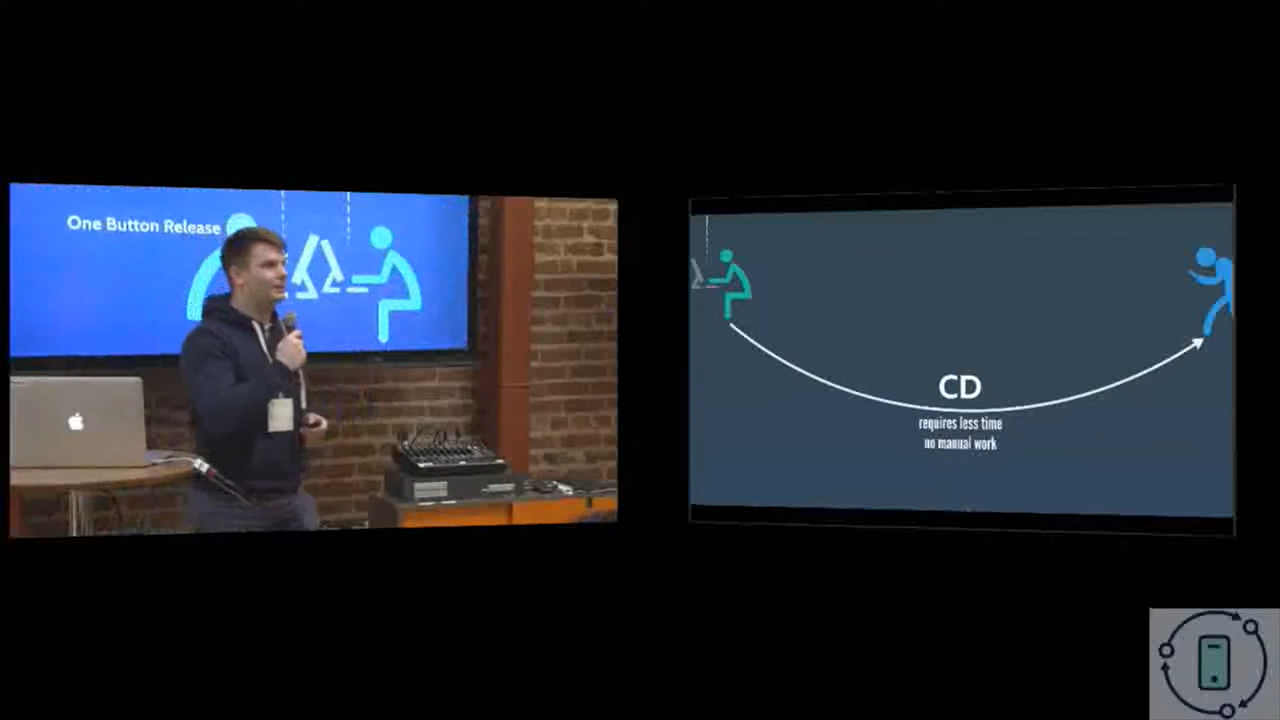 One Button Release
CD
requires less time
no manual work